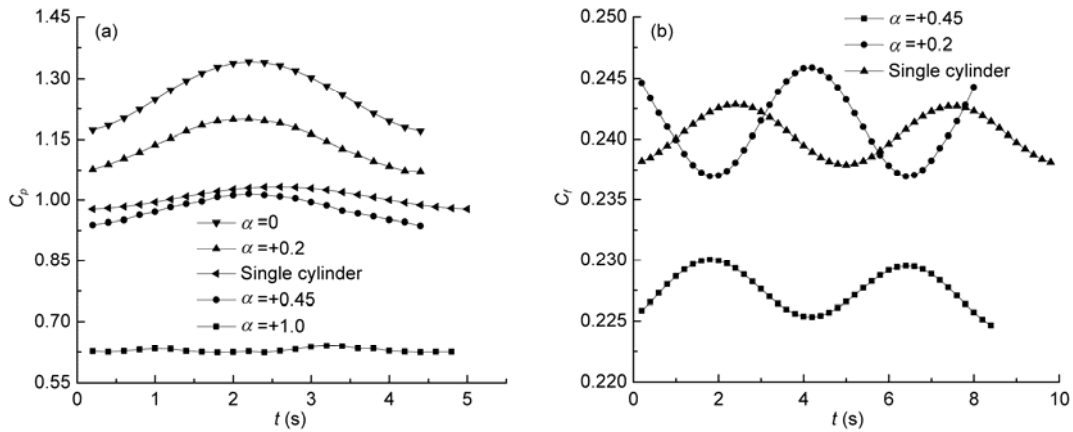 (a)
1.45
1.30
1.15
1.00
0.85
0.70
0.55
C_p
α=0
α=+0.2
Single cylinder
α=+0.45
α=+1.0
0 1 2 3 4 5
t (s)
(b)
0.250
0.245
0.240
0.235
0.230
0.225
0.220
C_f
α=+0.45
α=+0.2
Single cylinder
0 2 4 6 8 10
t (s)